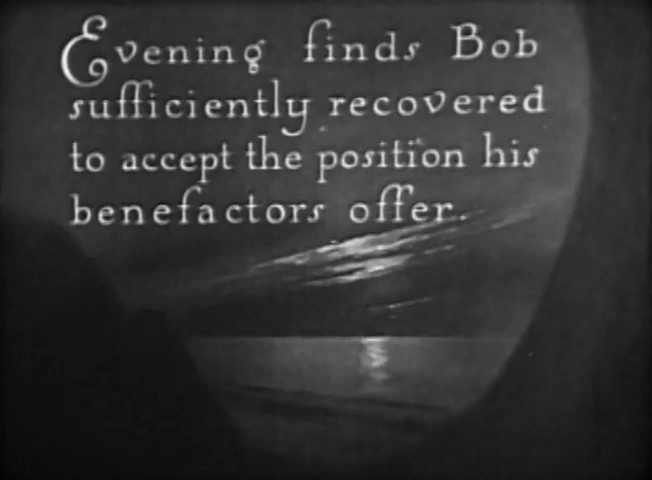 Evening finds Bob
sufficiently recovered
to accept the position his
benefactors offer.